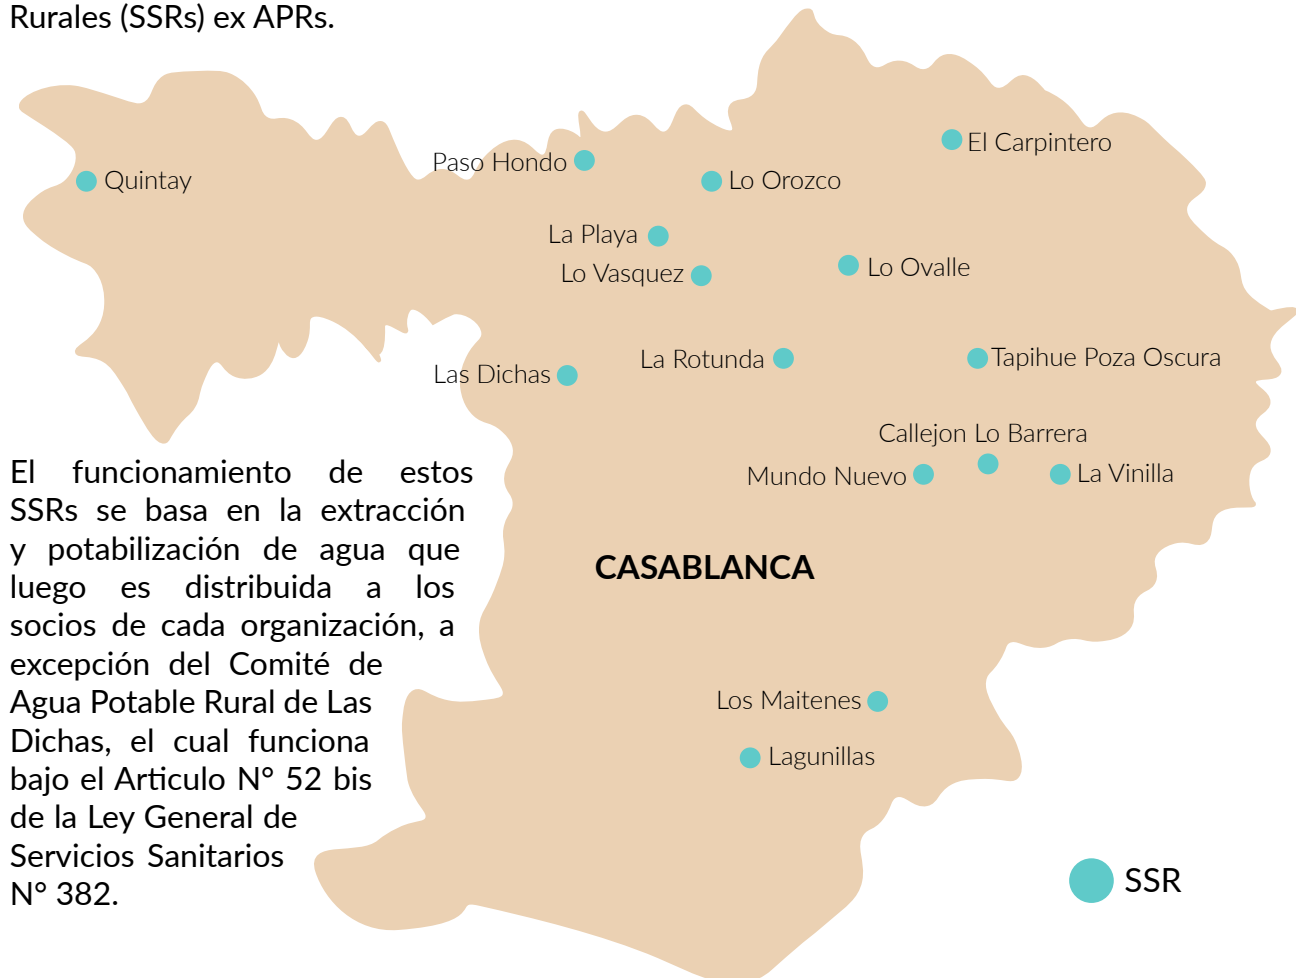 Rurales (SSRs) ex APRs.
El Carpintero
Paso Hondo
Quintay
Lo Orozco
La Playa
Lo Vasquez
Lo Ovalle
La Rotunda
Tapihue Poza Oscura
Las Dichas
Callejon Lo Barrera
Mundo Nuevo
La Vinilla
El funcionamiento de estos
SSRs se basa en la extracción
y potabilización de agua que
luego es distribuida a los
socios de cada organización, a
excepción del Comité de
Agua Potable Rural de Las
Dichas, el cual funciona
bajo el Articulo N° 52 bis
de la Ley General de
Servicios Sanitarios
N° 382.
CASABLANCA
Los Maitenes
Lagunillas
SSR